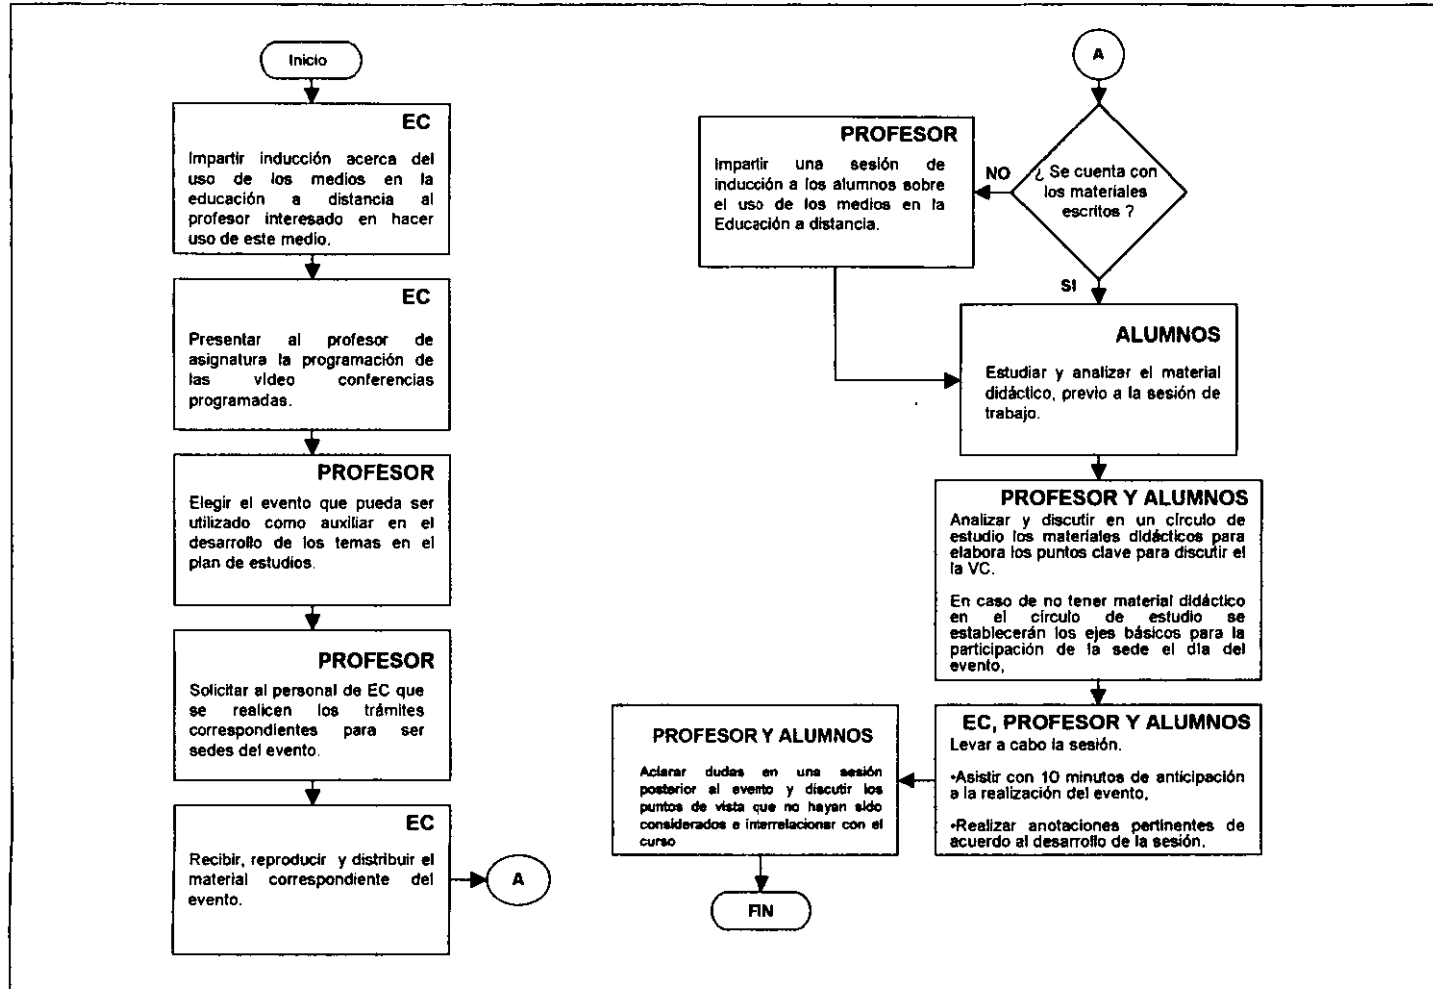 Inicio
EC
Impartir inducción acerca del
uso de los medios en la
educación a distancia al
profesor interesado en hacer
uso de este medio.
EC
Presentar al profesor de
asignatura la programación de
las video conferencias
programadas.
PROFESOR
Elegir el evento que pueda ser
utilizado como auxiliar en el
desarrollo de los temas en el
plan de estudios.
PROFESOR
Solicitar al personal de EC que
se realicen los trámites
correspondientes para ser
sedes del evento.
EC
Recibir, reproducir y distribuir el
material correspondiente del
evento.
A
A
¿ Se cuenta con
los materiales
escritos ?
NO
SI
PROFESOR
Impartir una sesión de
inducción a los alumnos sobre
el uso de los medios en la
Educación a distancia.
ALUMNOS
Estudiar y analizar el material
didáctico, previo a la sesión de
trabajo.
PROFESOR Y ALUMNOS
Analizar y discutir en un círculo de
estudio los materiales didácticos para
elabora los puntos clave para discutir el
la VC.
En caso de no tener material didáctico
en el círculo de estudio se
establecerán los ejes básicos para la
participación de la sede el día del
evento,
EC, PROFESOR Y ALUMNOS
Levar a cabo la sesión.
•Asistir con 10 minutos de anticipación
a la realización del evento,
•Realizar anotaciones pertinentes de
acuerdo al desarrollo de la sesión.
PROFESOR Y ALUMNOS
Aclarar dudas en una sesión
posterior al evento y discutir los
puntos de vista que no hayan sido
considerados e interrelacionar con el
curso
FIN